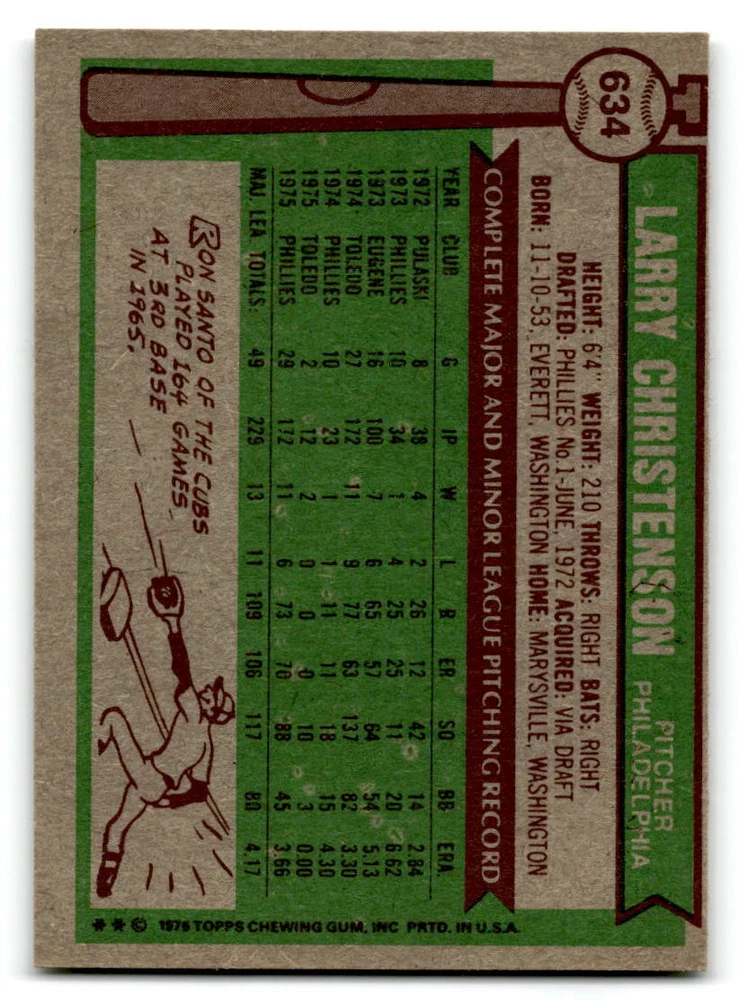 634
LARRY CHRISTENSON
PITCHER
PHILADELPHIA
HEIGHT: 6'4" WEIGHT: 210 THROWS: RIGHT BATS: RIGHT
DRAFTED: PHILLIES No.1-JUNE, 1972 ACQUIRED: VIA DRAFT
BORN: 11-10-53, EVERETT, WASHINGTON HOME: MARYSVILLE, WASHINGTON
COMPLETE MAJOR AND MINOR LEAGUE PITCHING RECORD
YEAR CLUB G IP W L R ER SO BB ERA
1972 PULASKI 8 38 4 2 26 12 42 14 2.84
1973 PHILLIES 10 34 1 4 25 25 11 20 6.62
1973 EUGENE 16 100 7 6 65 57 64 54 5.13
1974 TOLEDO 27 172 11 9 77 63 137 82 3.30
1974 PHILLIES 10 23 1 1 11 11 18 15 4.30
1975 TOLEDO 2 12 2 0 0 0 10 3 0.00
1975 PHILLIES 29 172 11 6 73 70 88 45 3.66
MAJ. LEA TOTALS: 49 229 13 11 109 106 117 80 4.17
RON SANTO OF THE CUBS
PLAYED 164 GAMES
AT 3RD BASE
IN 1965.
** © 1976 TOPPS CHEWING GUM, INC PRTD. IN U.S.A.